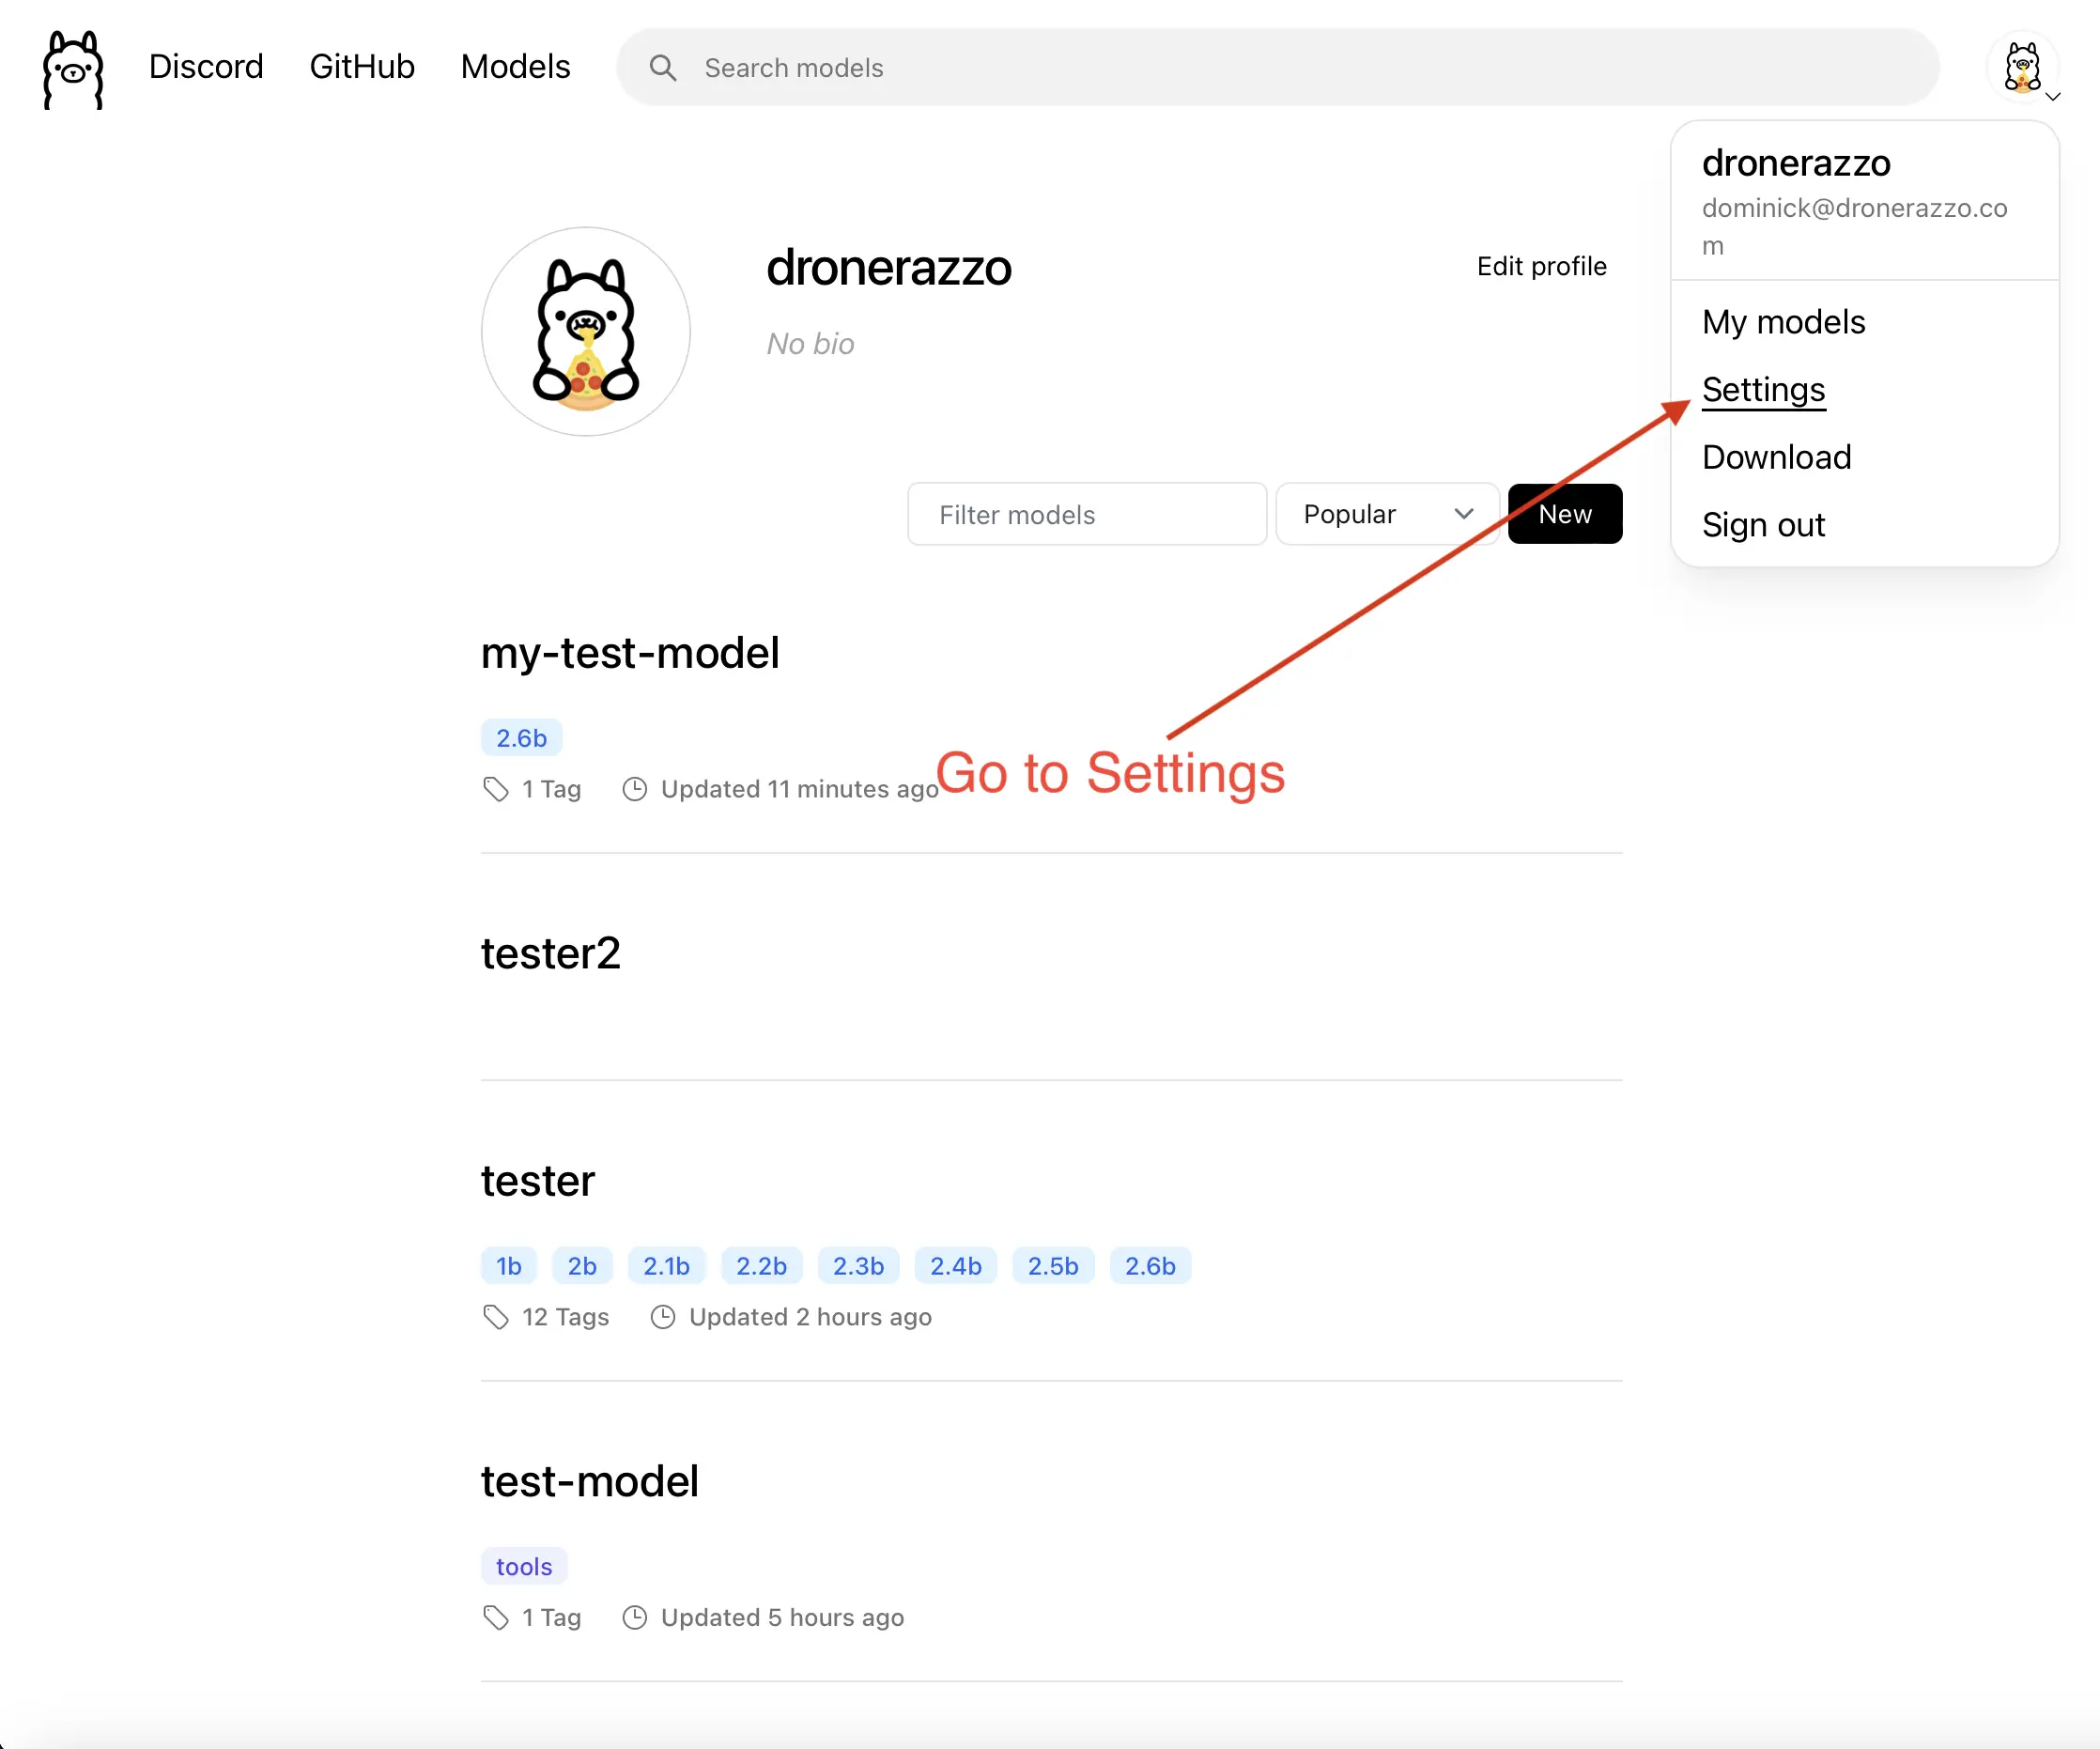 Discord GitHub Models Search models
dronerazzo
dominick@dronerazzo.co
m
My models
Settings
Download
Sign out
dronerazzo
Edit profile
No bio
Filter models Popular New
my-test-model
2.6b
1 Tag Updated 11 minutes ago
Go to Settings
tester2
tester
1b 2b 2.1b 2.2b 2.3b 2.4b 2.5b 2.6b
12 Tags Updated 2 hours ago
test-model
tools
1 Tag Updated 5 hours ago